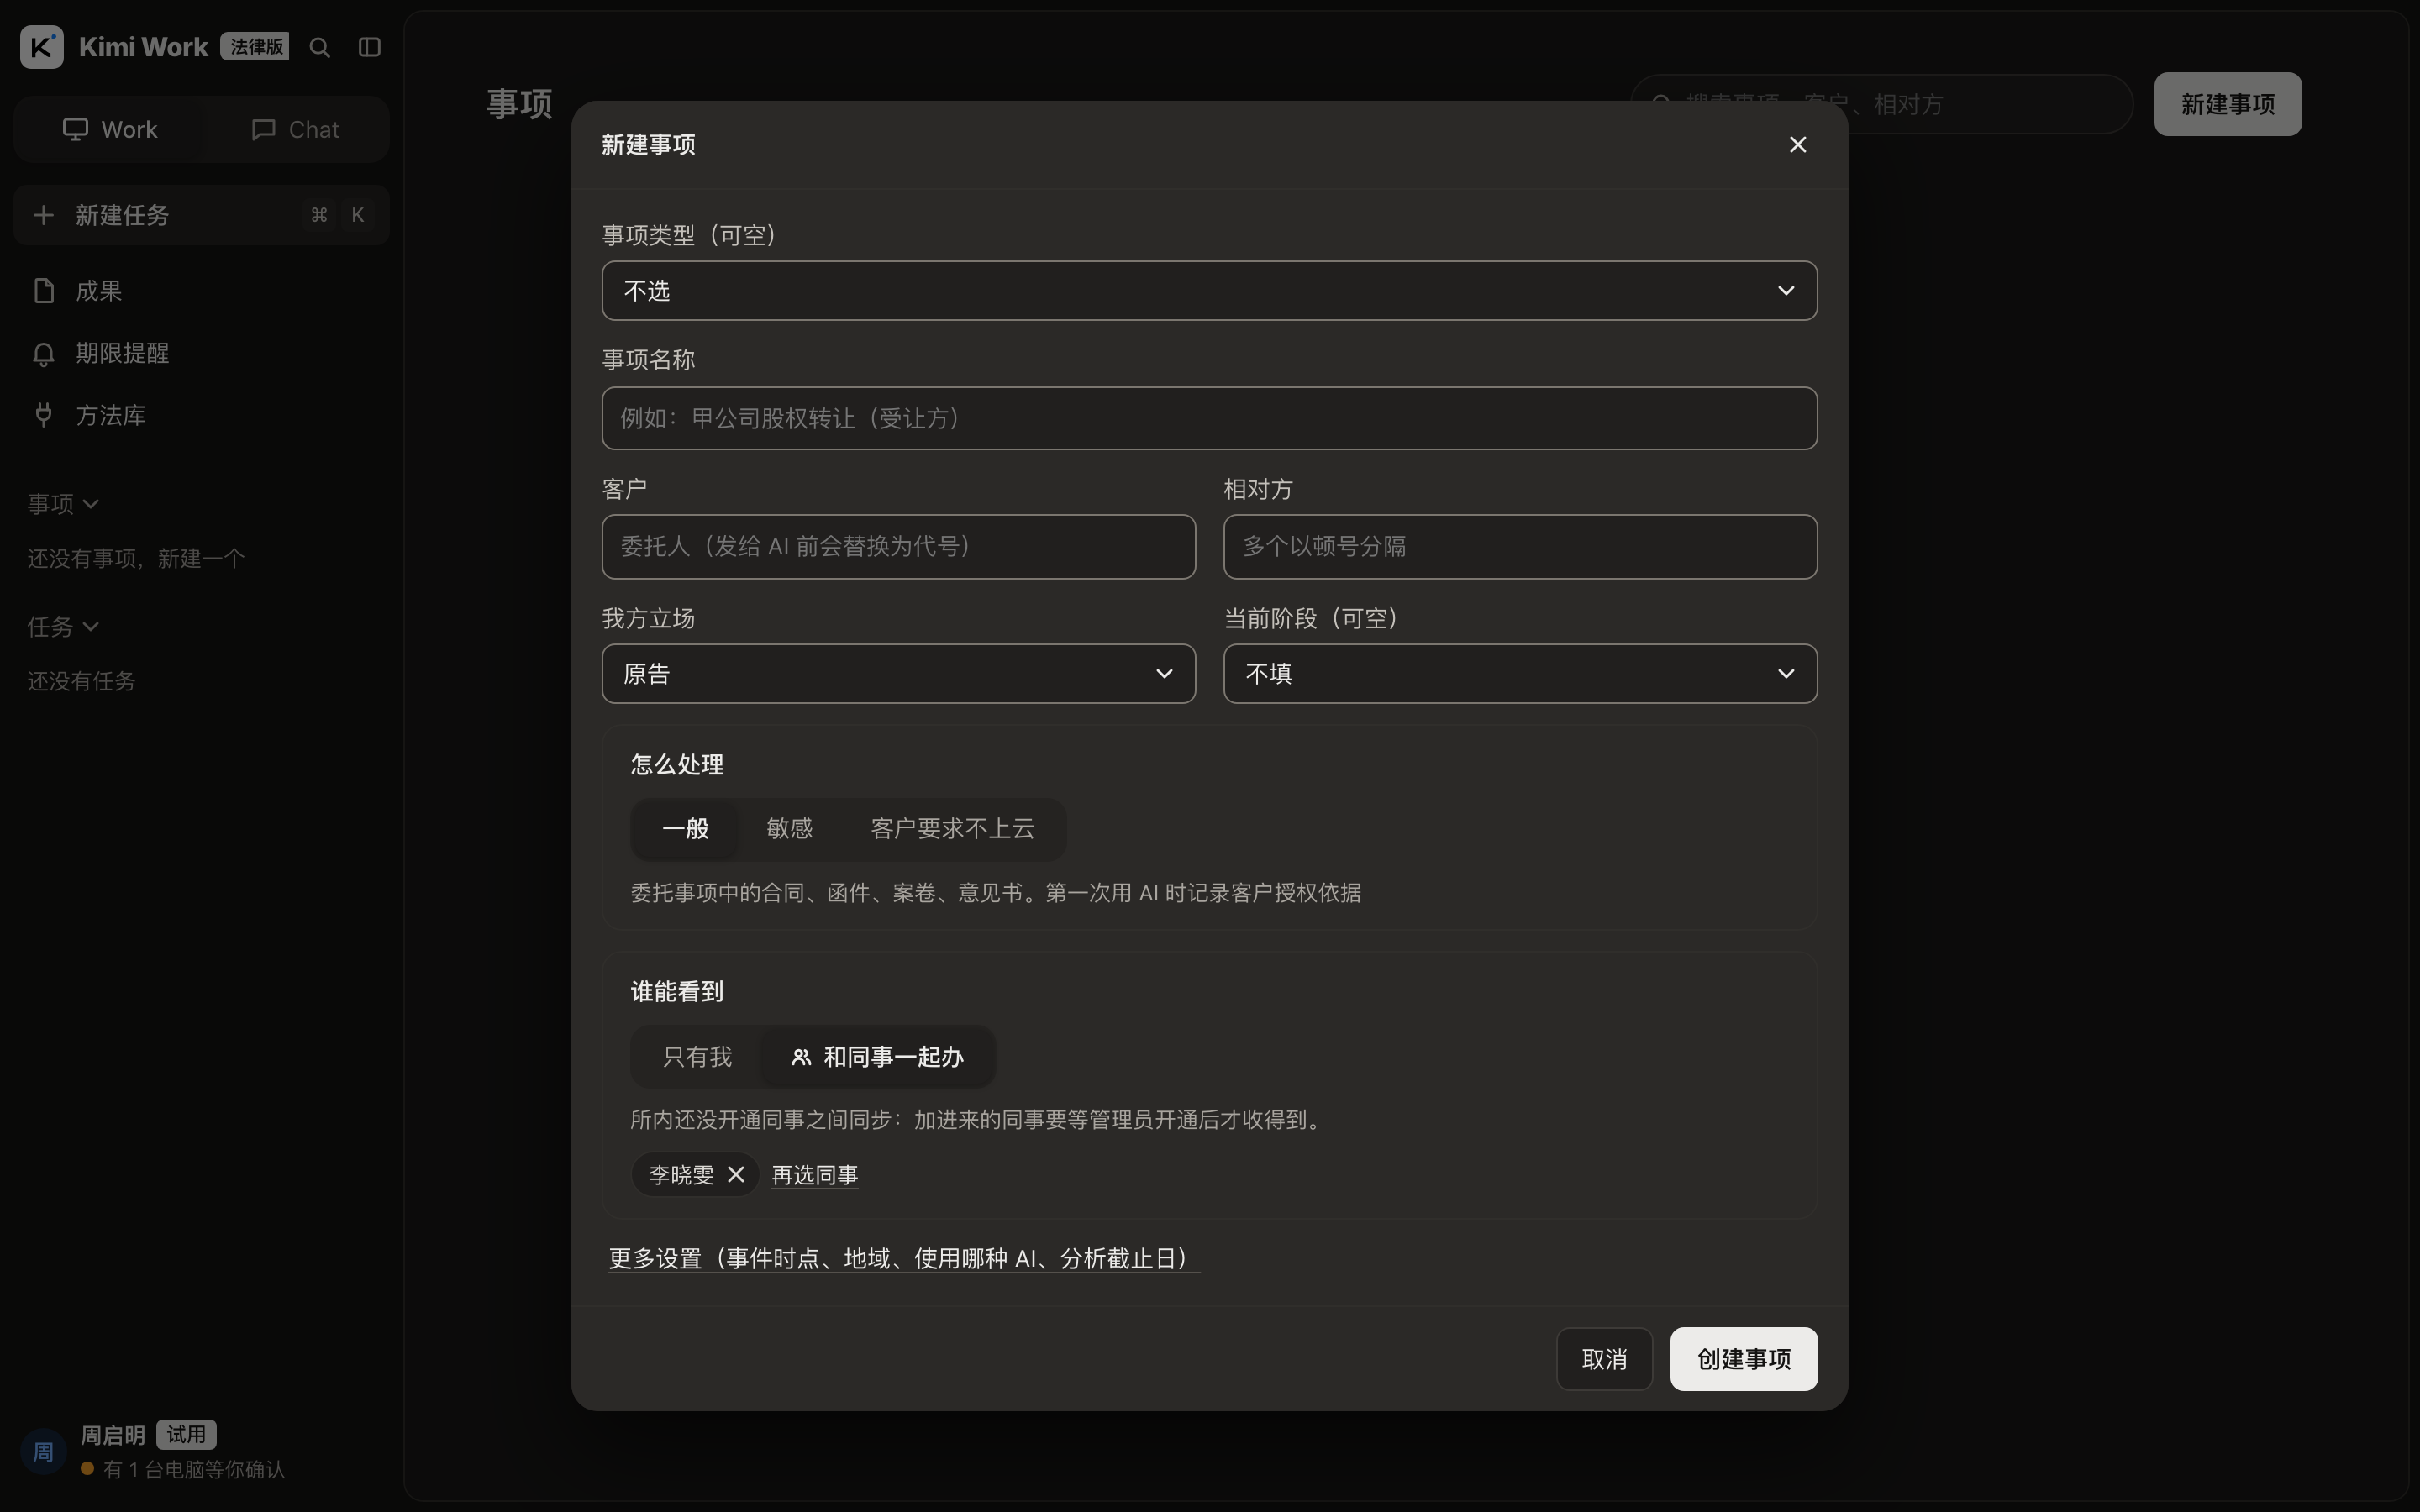 Kimi Work 法律版
Work
Chat
新建任务 ⌘ K
成果
期限提醒
方法库
事项
还没有事项，新建一个
任务
还没有任务
周 周启明 试用
有 1 台电脑等你确认
事项
搜索事项、客户、相对方
新建事项
新建事项
事项类型（可空）
不选
事项名称
例如：甲公司股权转让（受让方）
客户
相对方
委托人（发给 AI 前会替换为代号）
多个以顿号分隔
我方立场
当前阶段（可空）
原告
不填
怎么处理
一般 敏感 客户要求不上云
委托事项中的合同、函件、案卷、意见书。第一次用 AI 时记录客户授权依据
谁能看到
只有我 和同事一起办
所内还没开通同事之间同步：加进来的同事要等管理员开通后才收得到。
李晓雯 再选同事
更多设置（事件时点、地域、使用哪种 AI、分析截止日）
取消 创建事项